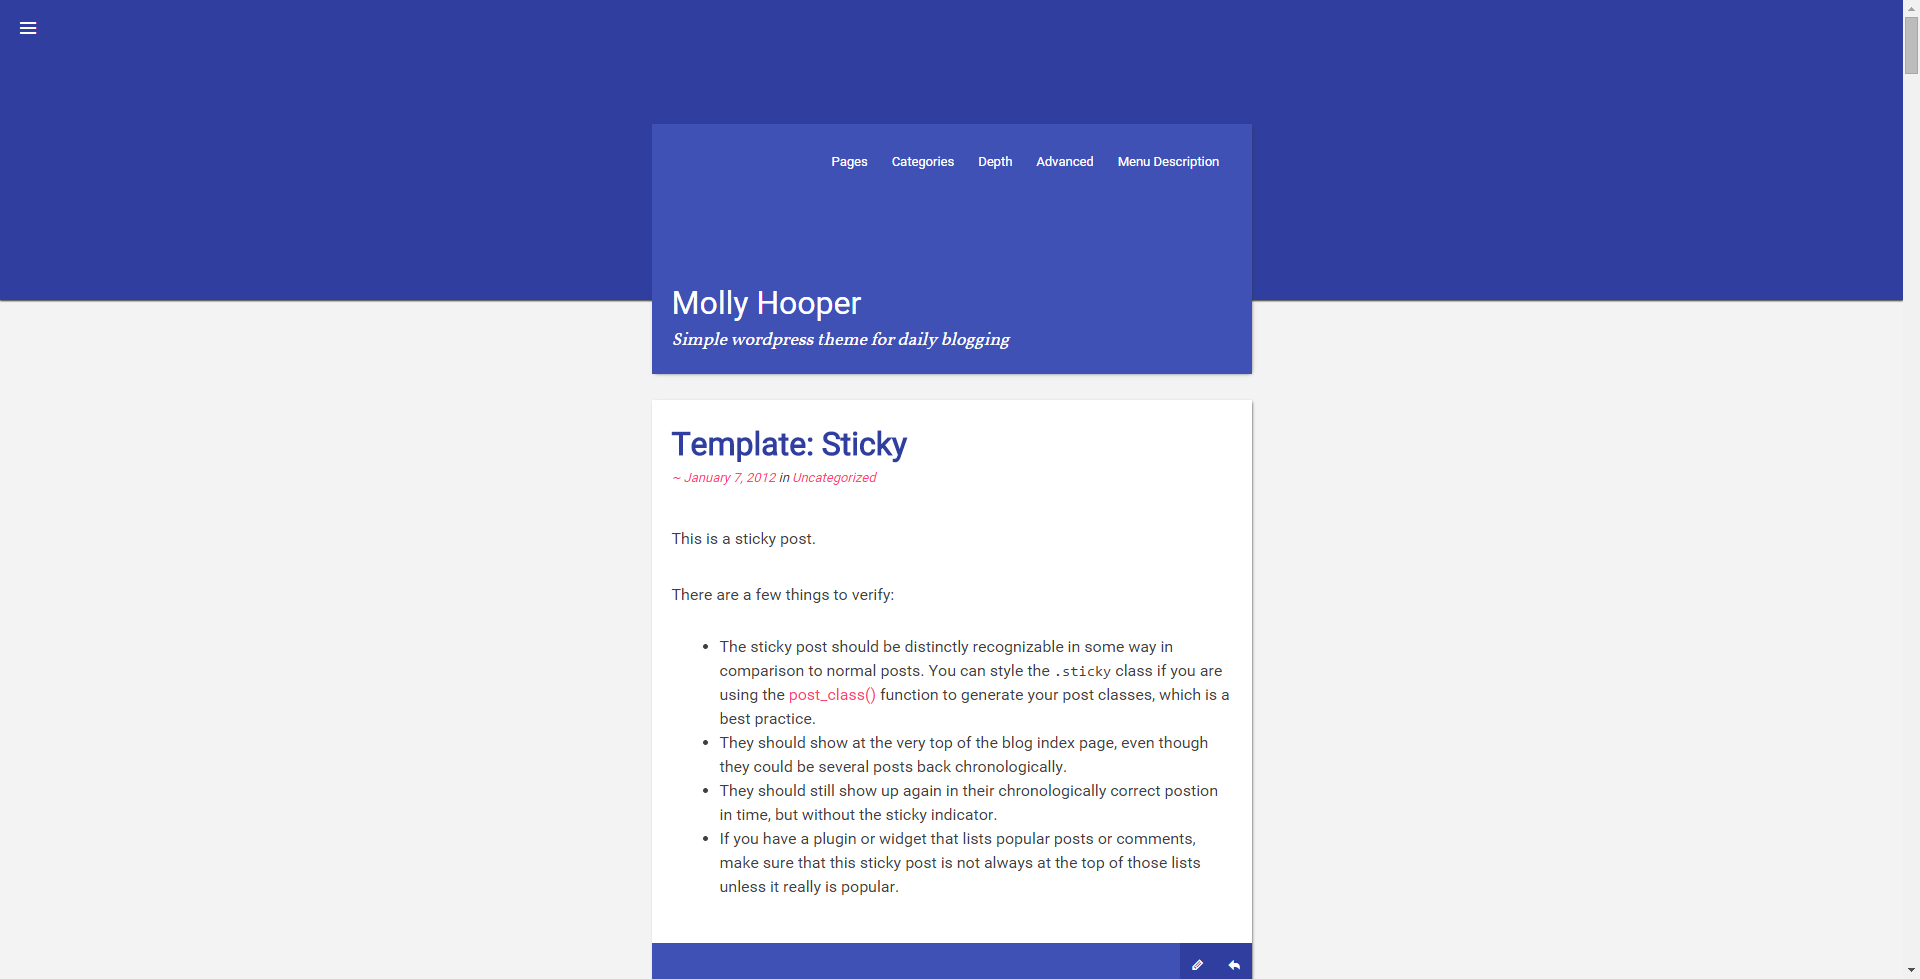 Pages Categories Depth Advanced Menu Description
Molly Hooper
Simple wordpress theme for daily blogging
Template: Sticky
~ January 7, 2012 in Uncategorized
This is a sticky post.
There are a few things to verify:
• The sticky post should be distinctly recognizable in some way in
comparison to normal posts. You can style the .sticky class if you are
using the post_class() function to generate your post classes, which is a
best practice.
• They should show at the very top of the blog index page, even though
they could be several posts back chronologically.
• They should still show up again in their chronologically correct postion
in time, but without the sticky indicator.
• If you have a plugin or widget that lists popular posts or comments,
make sure that this sticky post is not always at the top of those lists
unless it really is popular.